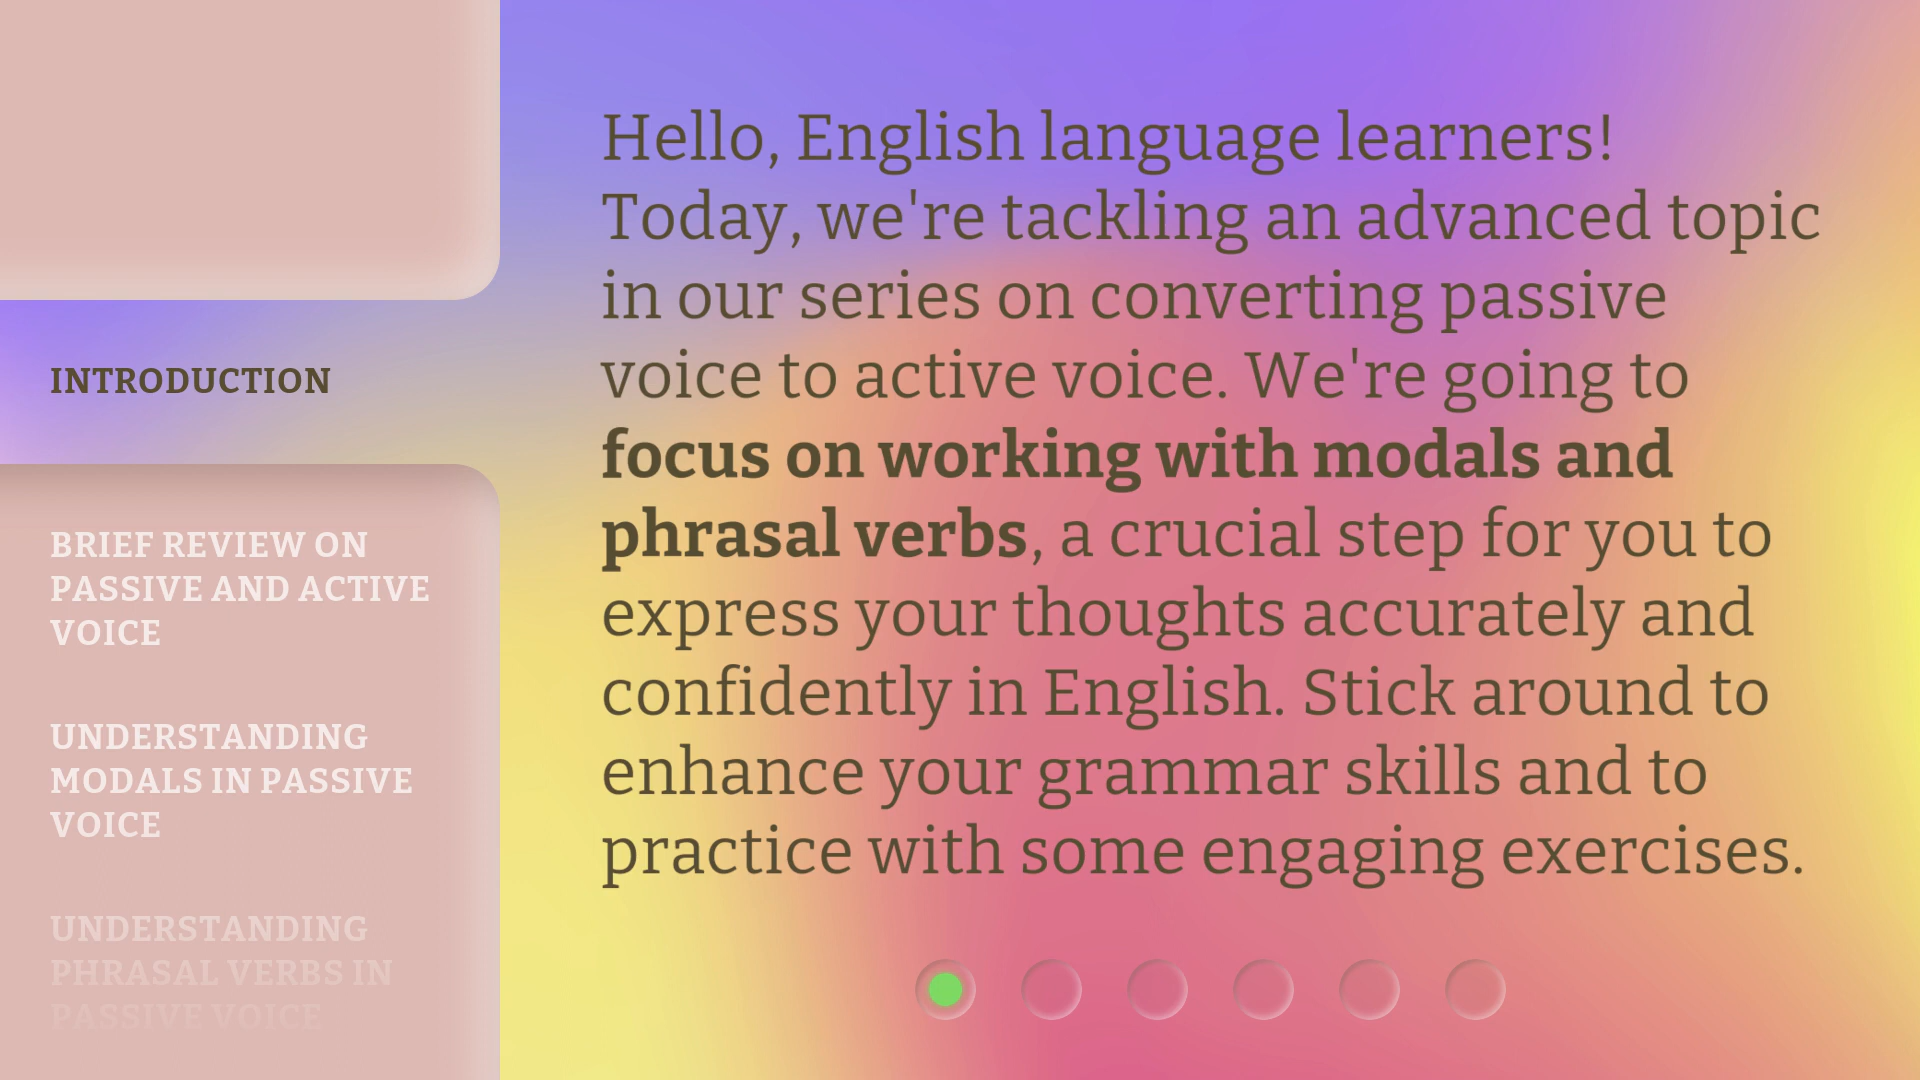 INTRODUCTION
BRIEF REVIEW ON
PASSIVE AND ACTIVE
VOICE
UNDERSTANDING
MODALS IN PASSIVE
VOICE
UNDERSTANDING
PHRASAL VERBS IN
PASSIVE VOICE
Hello, English language learners!
Today, we're tackling an advanced topic
in our series on converting passive
voice to active voice. We're going to
focus on working with modals and
phrasal verbs, a crucial step for you to
express your thoughts accurately and
confidently in English. Stick around to
enhance your grammar skills and to
practice with some engaging exercises.